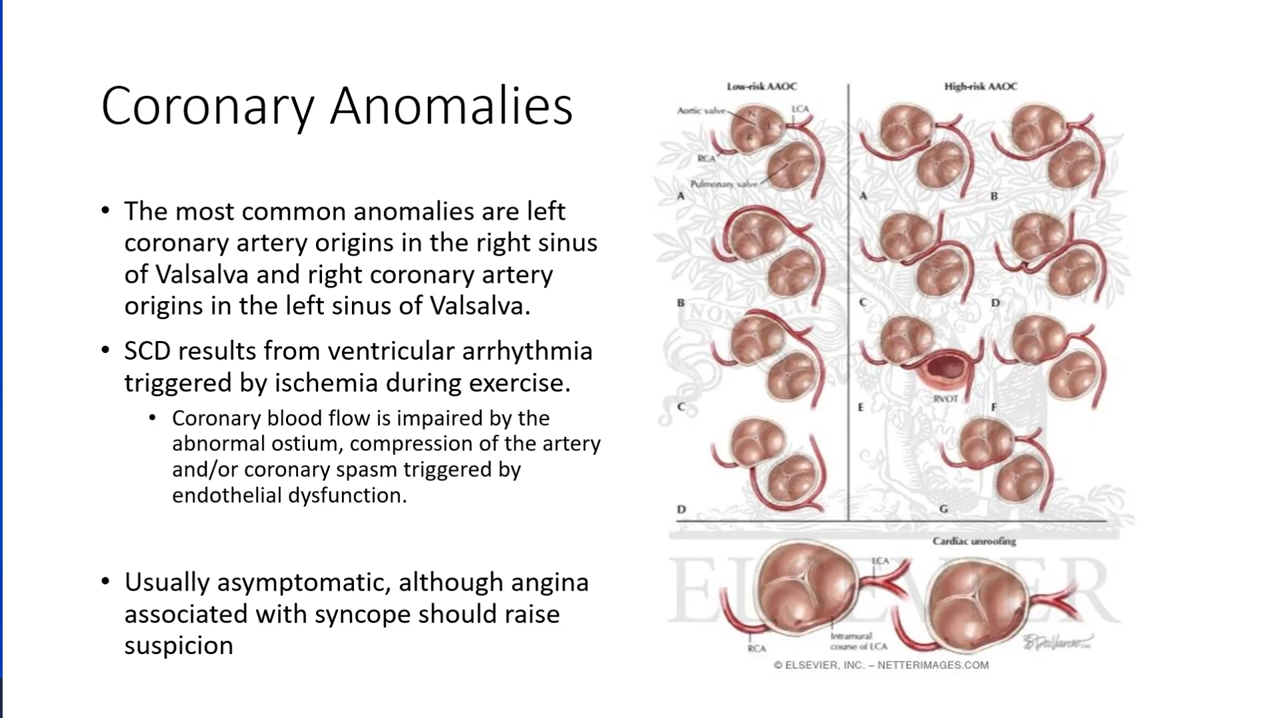 Coronary Anomalies
• The most common anomalies are left
coronary artery origins in the right sinus
of Valsalva and right coronary artery
origins in the left sinus of Valsalva.
• SCD results from ventricular arrhythmia
triggered by ischemia during exercise.
• Coronary blood flow is impaired by the
abnormal ostium, compression of the artery
and/or coronary spasm triggered by
endothelial dysfunction.
• Usually asymptomatic, although angina
associated with syncope should raise
suspicion
Low-risk AAOC
High-risk AAOC
Aortic valve
LCA
N
L
R
RCA
Pulmonary valve
A
A
B
B
C
D
C
E
RVOT
F
D
G
NON SOLUS
Cardiac unroofing
ELSEVIER
LCA
Intramural
course of LCA
RCA
© ELSEVIER, INC. – NETTERIMAGES.COM